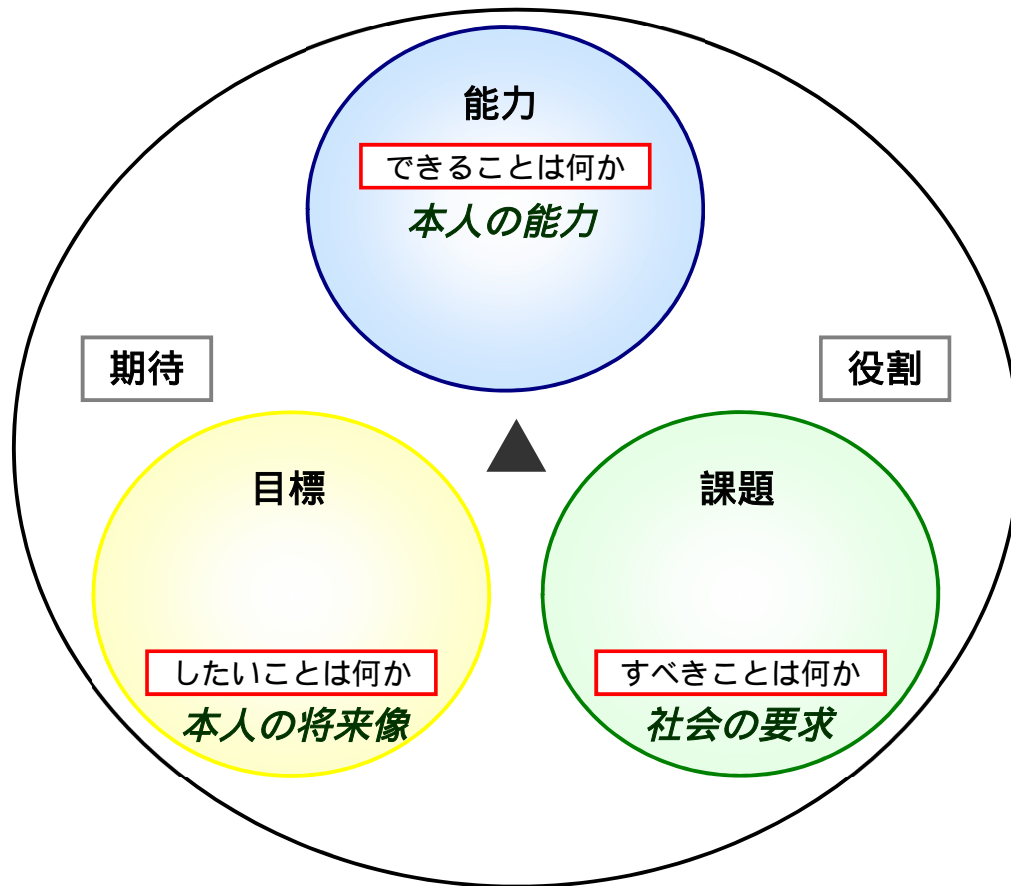 能力
できることは何か
本人の能力
期待
役割
目標
課題
したいことは何か
すべきことは何か
本人の将来像
社会の要求